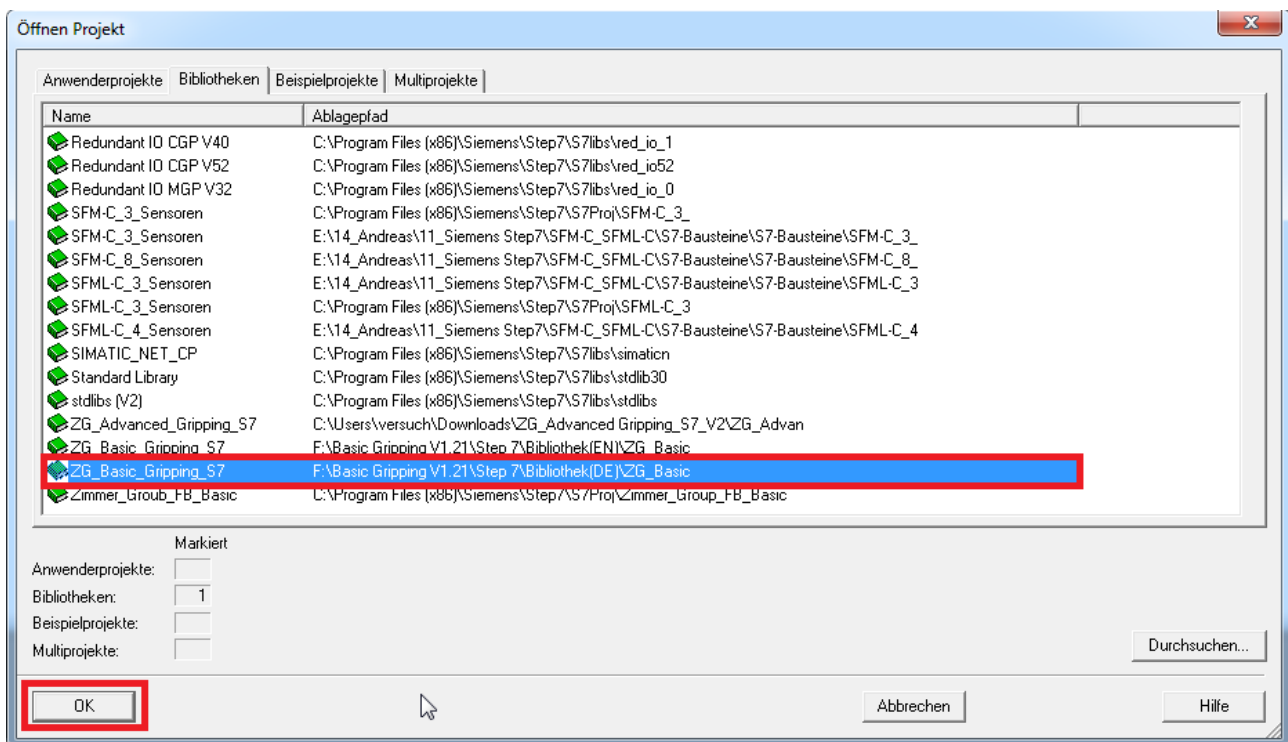 Öffnen Projekt
Anwenderprojekte Bibliotheken Beispielprojekte Multiprojekte
Name Ablagepfad
Redundant IO CGP V40 C:\Program Files (x86)\Siemens\Step7\S7libs\red_io_1
Redundant IO CGP V52 C:\Program Files (x86)\Siemens\Step7\S7libs\red_io52
Redundant IO MGP V32 C:\Program Files (x86)\Siemens\Step7\S7libs\red_io_0
SFM-C_3_Sensoren C:\Program Files (x86)\Siemens\Step7\S7Proj\SFM-C_3_
SFM-C_3_Sensoren E:\14_Andreas\11_Siemens Step7\SFM-C_SFML-C\S7-Bausteine\S7-Bausteine\SFM-C_3_
SFM-C_8_Sensoren E:\14_Andreas\11_Siemens Step7\SFM-C_SFML-C\S7-Bausteine\S7-Bausteine\SFM-C_8_
SFML-C_3_Sensoren E:\14_Andreas\11_Siemens Step7\SFM-C_SFML-C\S7-Bausteine\S7-Bausteine\SFML-C_3
SFML-C_3_Sensoren C:\Program Files (x86)\Siemens\Step7\S7Proj\SFML-C_3
SFML-C_4_Sensoren E:\14_Andreas\11_Siemens Step7\SFM-C_SFML-C\S7-Bausteine\S7-Bausteine\SFML-C_4
SIMATIC_NET_CP C:\Program Files (x86)\Siemens\Step7\S7libs\simaticn
Standard Library C:\Program Files (x86)\Siemens\Step7\S7libs\stdlib30
stdlibs (V2) C:\Program Files (x86)\Siemens\Step7\S7libs\stdlibs
ZG_Advanced_Gripping_S7 C:\Users\versuch\Downloads\ZG_Advanced Gripping_S7_V2\ZG_Advan
ZG_Basic_Gripping_S7 F:\Basic Gripping V1.21\Step 7\Bibliothek(EN)\ZG_Basic
ZG_Basic_Gripping_S7 F:\Basic Gripping V1.21\Step 7\Bibliothek(DE)\ZG_Basic
Zimmer_Groub_FB_Basic C:\Program Files (x86)\Siemens\Step7\S7Proj\Zimmer_Group_FB_Basic
Markiert
Anwenderprojekte:
Bibliotheken: 1
Beispielprojekte:
Multiprojekte:
Durchsuchen...
OK Abbrechen Hilfe